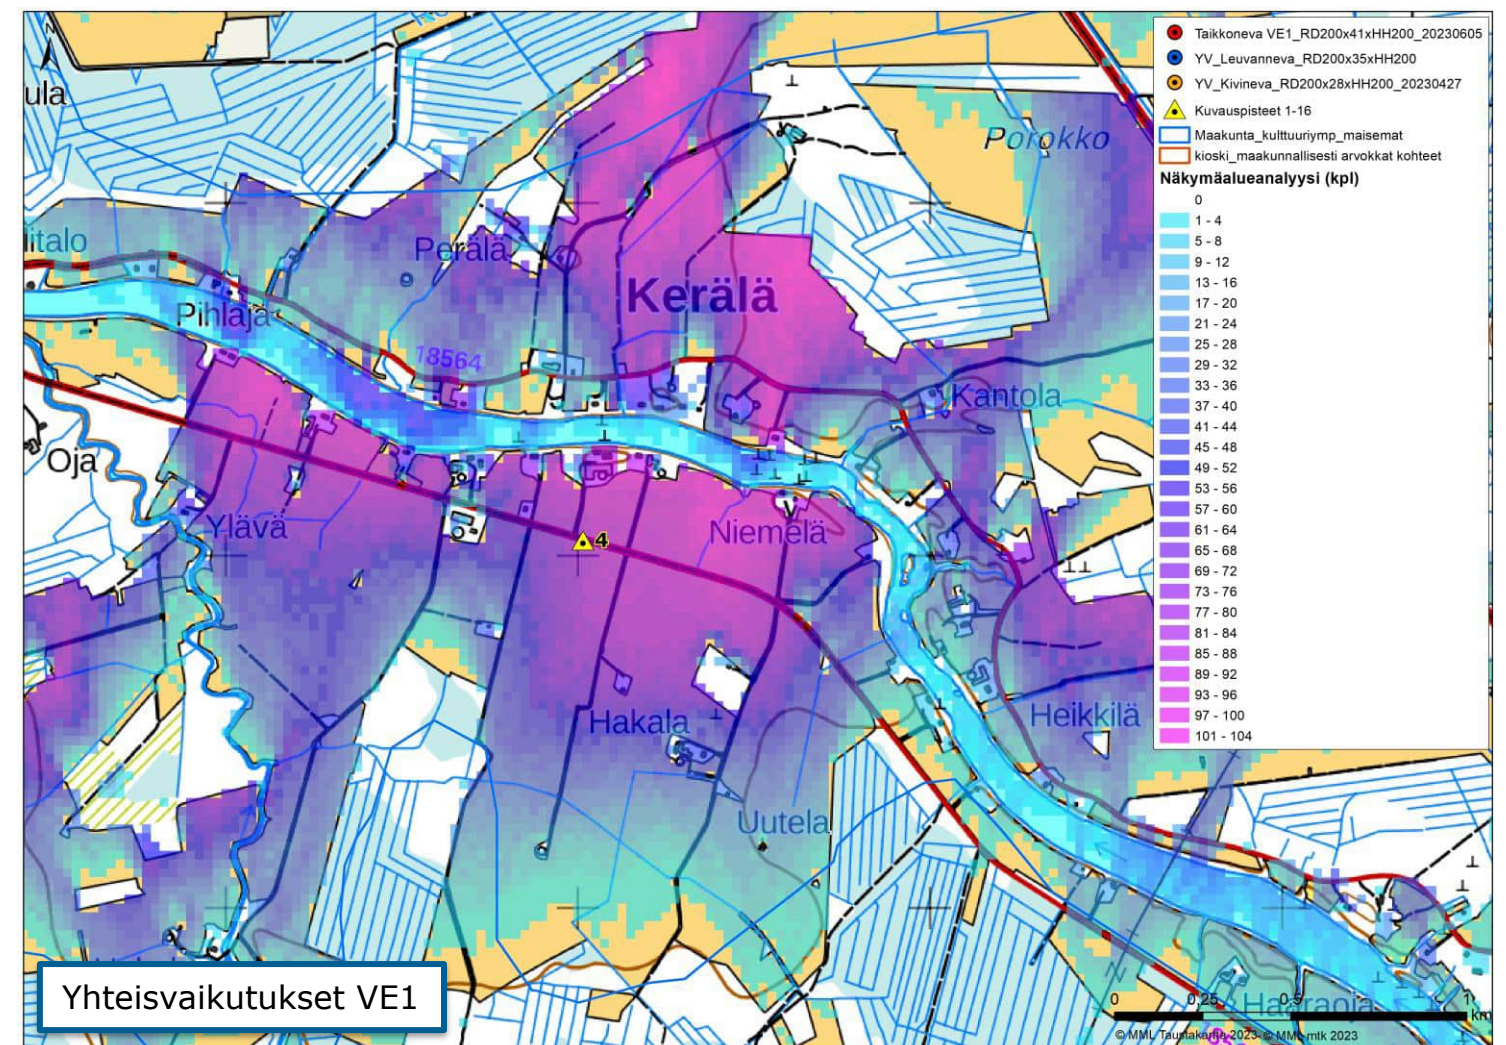 N
ula
Porokko
Taikkoneva VE1_RD200x41xHH200_20230605
YV_Leuvanneva_RD200x35xHH200
YV_Kivineva_RD200x28xHH200_20230427
Kuvauspisteet 1-16
Maakunta_kulttuuriymp_maisemat
kioski_maakunnallisesti arvokkat kohteet
Näkymäalueanalyysi (kpl)
0
1 - 4
5 - 8
9 - 12
13 - 16
17 - 20
21 - 24
25 - 28
29 - 32
33 - 36
37 - 40
41 - 44
45 - 48
49 - 52
53 - 56
57 - 60
61 - 64
65 - 68
69 - 72
73 - 76
77 - 80
81 - 84
85 - 88
89 - 92
93 - 96
97 - 100
101 - 104
litalo
Perälä
Kerälä
Pihlaja
18564
Kantola
Oja
Ylävä
4
Niemelä
Hakala
Heikkilä
Uutela
Yhteisvaikutukset VE1
Haaraoja
0 0,25 0,5 1
km
© MML Taustakartta 2023- © MML mtk 2023